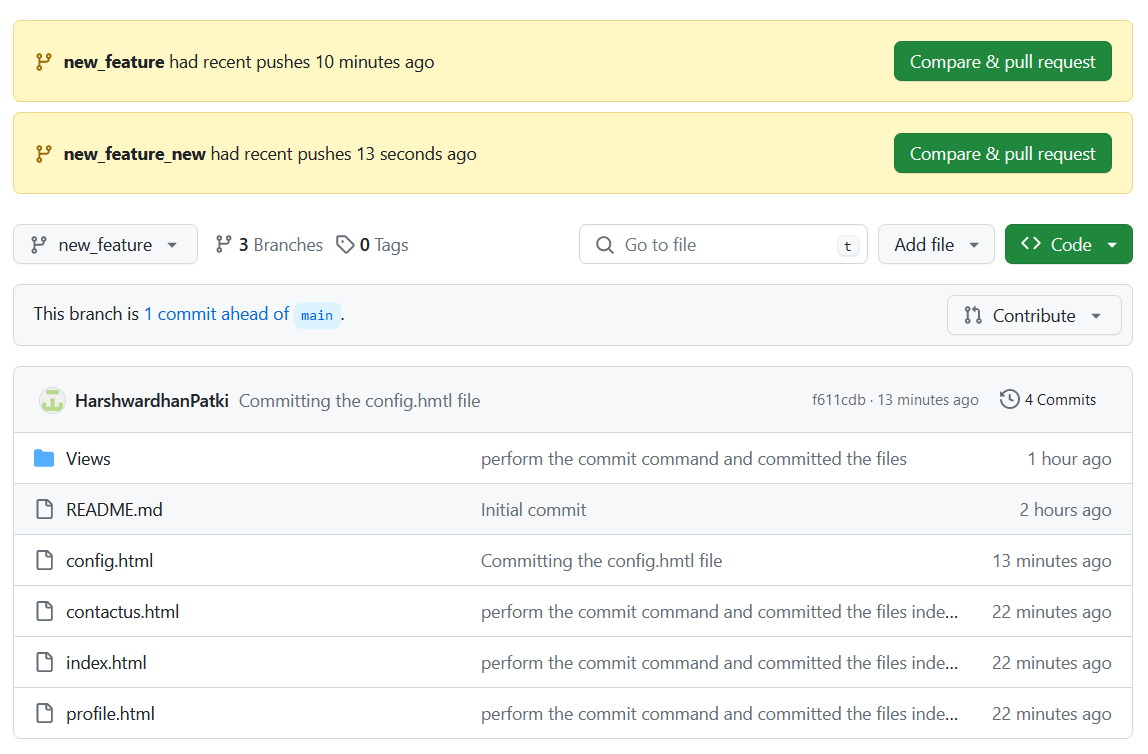 new_feature had recent pushes 10 minutes ago
Compare & pull request
new_feature_new had recent pushes 13 seconds ago
Compare & pull request
new_feature 3 Branches 0 Tags Go to file t Add file Code
This branch is 1 commit ahead of main .
Contribute
HarshwardhanPatki Committing the config.hmtl file f611cdb · 13 minutes ago 4 Commits
Views perform the commit command and committed the files 1 hour ago
README.md Initial commit 2 hours ago
config.html Committing the config.hmtl file 13 minutes ago
contactus.html perform the commit command and committed the files inde... 22 minutes ago
index.html perform the commit command and committed the files inde... 22 minutes ago
profile.html perform the commit command and committed the files inde... 22 minutes ago